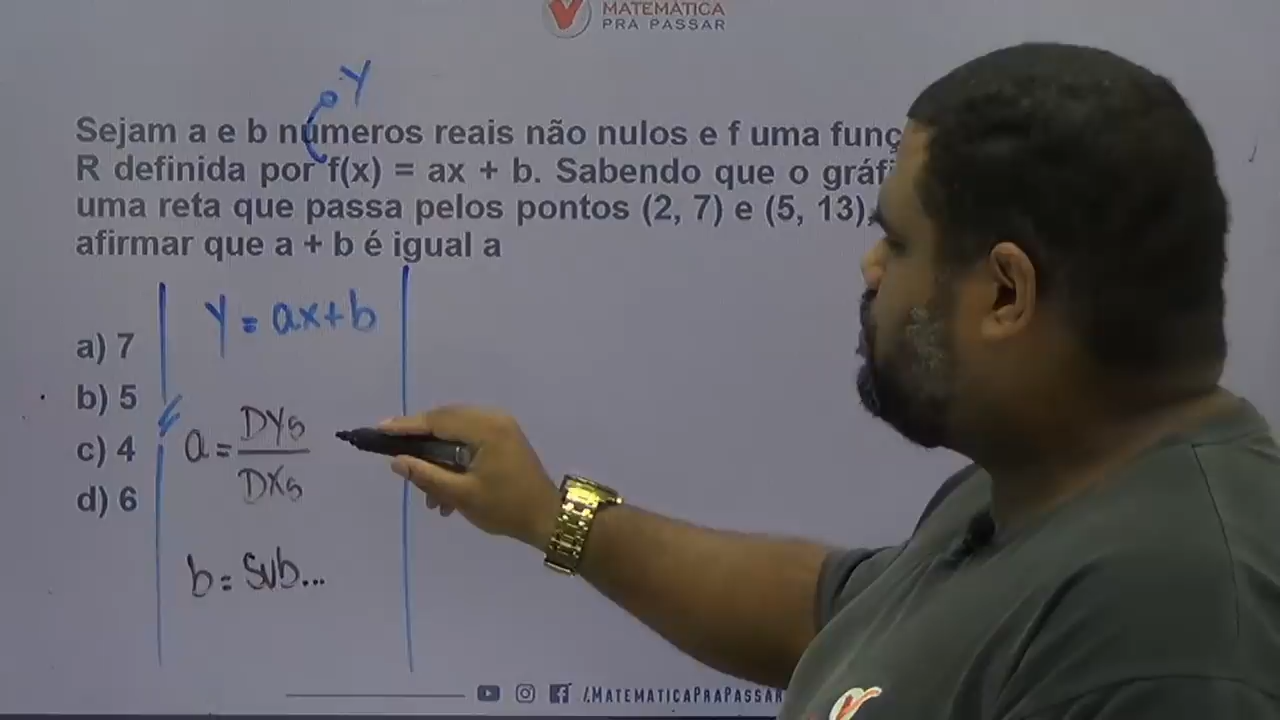 MATEMÁTICA
PRA PASSAR
Y
Sejam a e b números reais não nulos e f uma funç
R definida por f(x) = ax + b. Sabendo que o gráfi
uma reta que passa pelos pontos (2, 7) e (5, 13),
afirmar que a + b é igual a
Y = ax+b
a) 7
b) 5
c) 4
d) 6
a = DYs
DXs
b = Sub...
/MATEMATICAPRAPASSAR